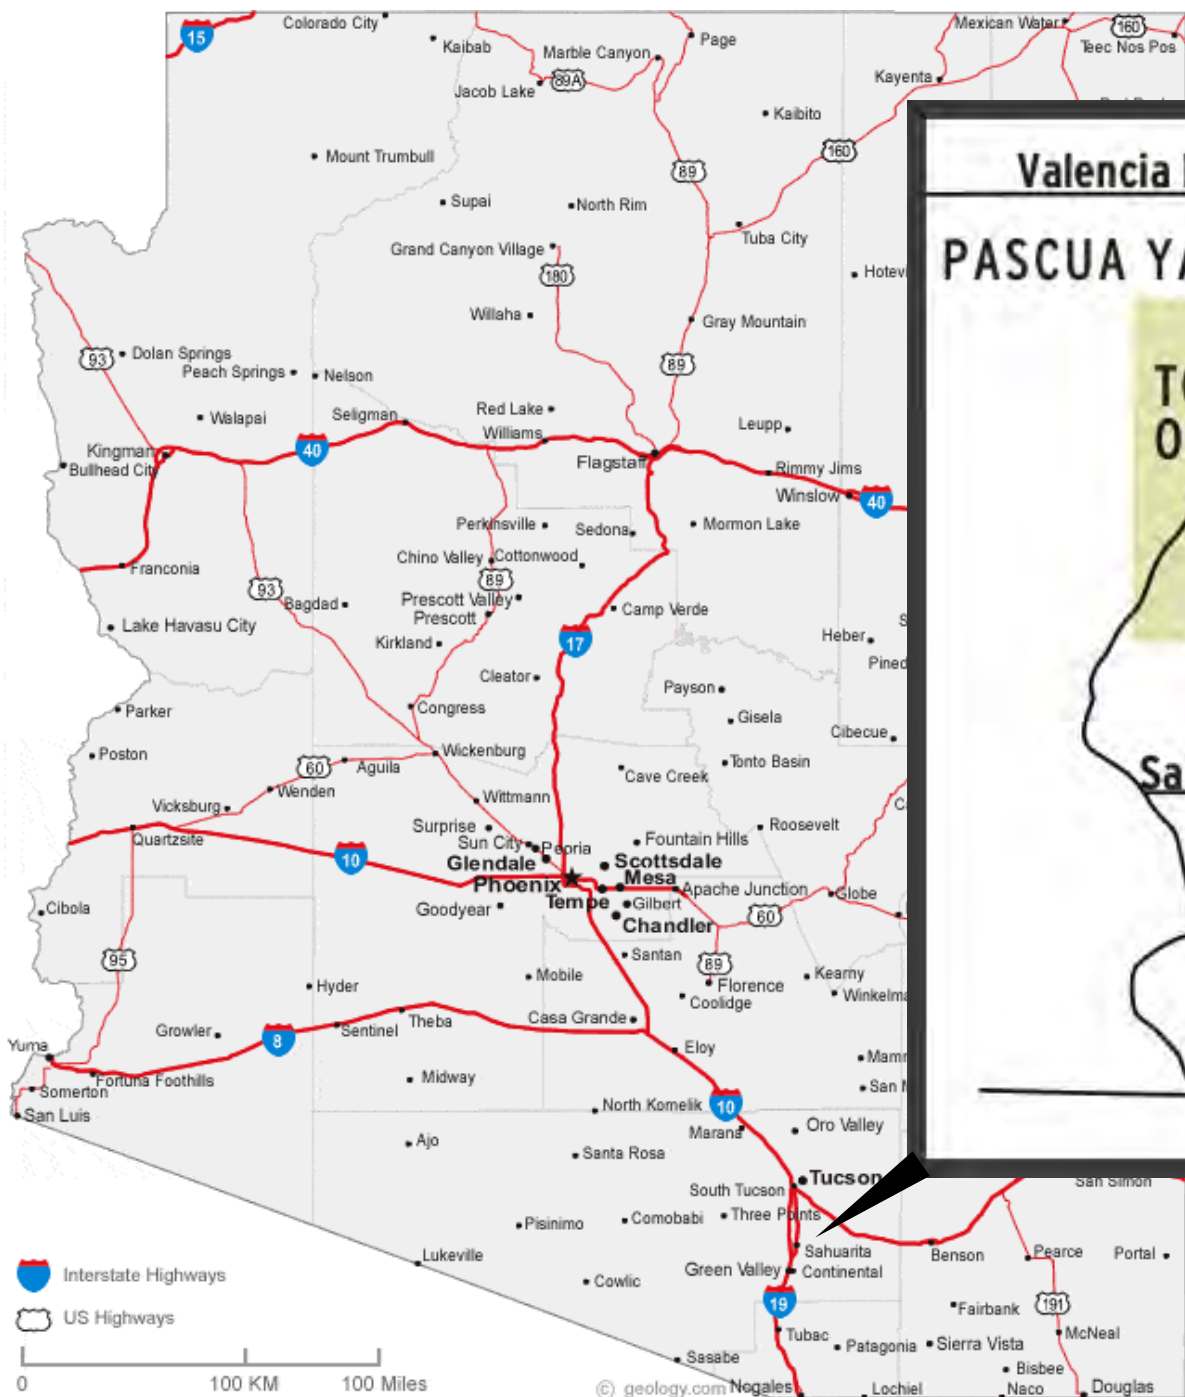 Colorado City
15
Kaibab
Marble Canyon
Page
Mexican Water
160
Teec Nos Pos
89A
Jacob Lake
Kayenta
Kaibito
Mount Trumbull
160
89
Supai
North Rim
Tuba City
Grand Canyon Village
180
Willaha
Gray Mountain
93
Dolan Springs
Peach Springs
Nelson
89
Walapai
Seligman
Red Lake
Williams
Leupp
Kingman
Bullhead City
40
Flagstaff
Rimmy Jims
Winslow
40
Perkinsville
Sedona
Mormon Lake
Chino Valley
Cottonwood
Franconia
89
93
Bagdad
Prescott Valley
Prescott
Camp Verde
Lake Havasu City
Kirkland
17
Heber
Cleator
Payson
Parker
Congress
Gisela
Cibecue
Poston
Wickenburg
60
Aguila
Cave Creek
Tonto Basin
Wenden
Vicksburg
Wittmann
Surprise
Sun City
Peoria
Fountain Hills
Roosevelt
Quartzsite
10
Glendale
Scottsdale
Phoenix
Mesa
Apache Junction
Globe
Tempe
Gilbert
Cibola
Goodyear
Chandler
60
95
Santan
89
Mobile
Florence
Kearny
Hyder
Coolidge
Theba
Casa Grande
Growler
Sentinel
8
Yuma
Eloy
Fortuna Foothills
Midway
Somerton
San Luis
North Komelik
10
Marana
Oro Valley
Ajo
Santa Rosa
Tucson
South Tucson
San Simon
Pisinimo
Comobabi
Three Points
Lukeville
Sahuarita
Benson
Pearce
Portal
Green Valley
Continental
Cowlic
19
Fairbank
191
Tubac
Patagonia
Sierra Vista
McNeal
Sasabe
Bisbee
Nogales
Lochiel
Naco
Douglas
Interstate Highways
US Highways
0
100 KM
100 Miles
© geology.com
Valencia
PASCUA